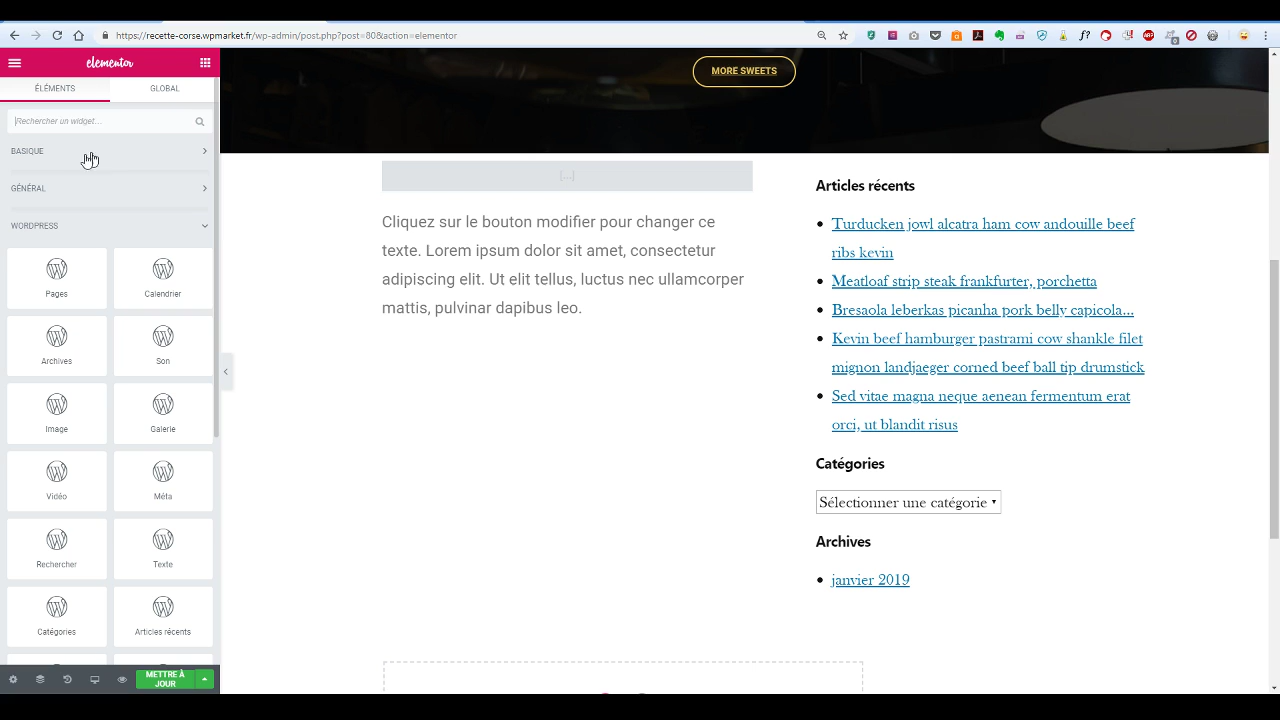 https://recette-corse.wpmarket.fr/wp-admin/post.php?post=80&action=elementor
elementor
ÉLÉMENTS
GLOBAL
Rechercher un widget...
BASIQUE
GÉNÉRAL
WORDPRESS
Pages
Calendrier
Archives
Son
Image
Galerie
Vidéo
Méta
Rechercher
Texte
Catégories
Articles récents
METTRE À
JOUR
MORE SWEETS
[...]
Cliquez sur le bouton modifier pour changer ce
texte. Lorem ipsum dolor sit amet, consectetur
adipiscing elit. Ut elit tellus, luctus nec ullamcorper
mattis, pulvinar dapibus leo.
Articles récents
Turducken jowl alcatra ham cow andouille beef
ribs kevin
Meatloaf strip steak frankfurter, porchetta
Bresaola leberkas picanha pork belly capicola...
Kevin beef hamburger pastrami cow shankle filet
mignon landjaeger corned beef ball tip drumstick
Sed vitae magna neque aenean fermentum erat
orci, ut blandit risus
Catégories
Sélectionner une catégorie
Archives
janvier 2019